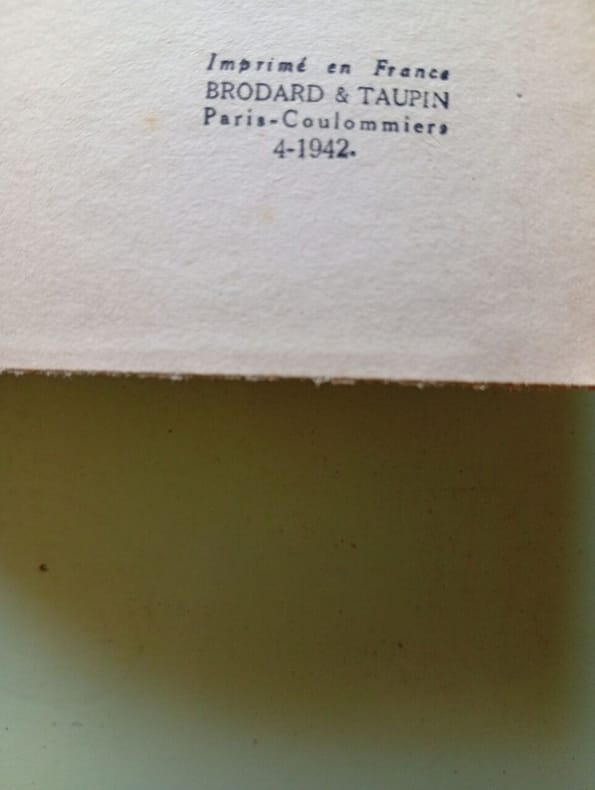 Imprimé en France
BRODARD & TAUPIN
Paris-Coulommiers
4-1942.